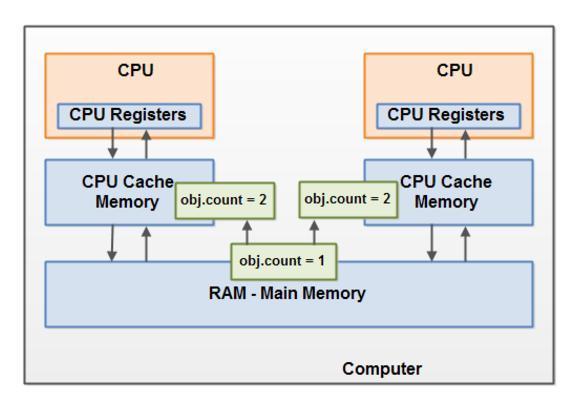 CPU
CPU
CPU Registers
CPU Registers
CPU Cache
Memory
obj.count = 2
obj.count = 2
CPU Cache
Memory
obj.count = 1
RAM - Main Memory
Computer